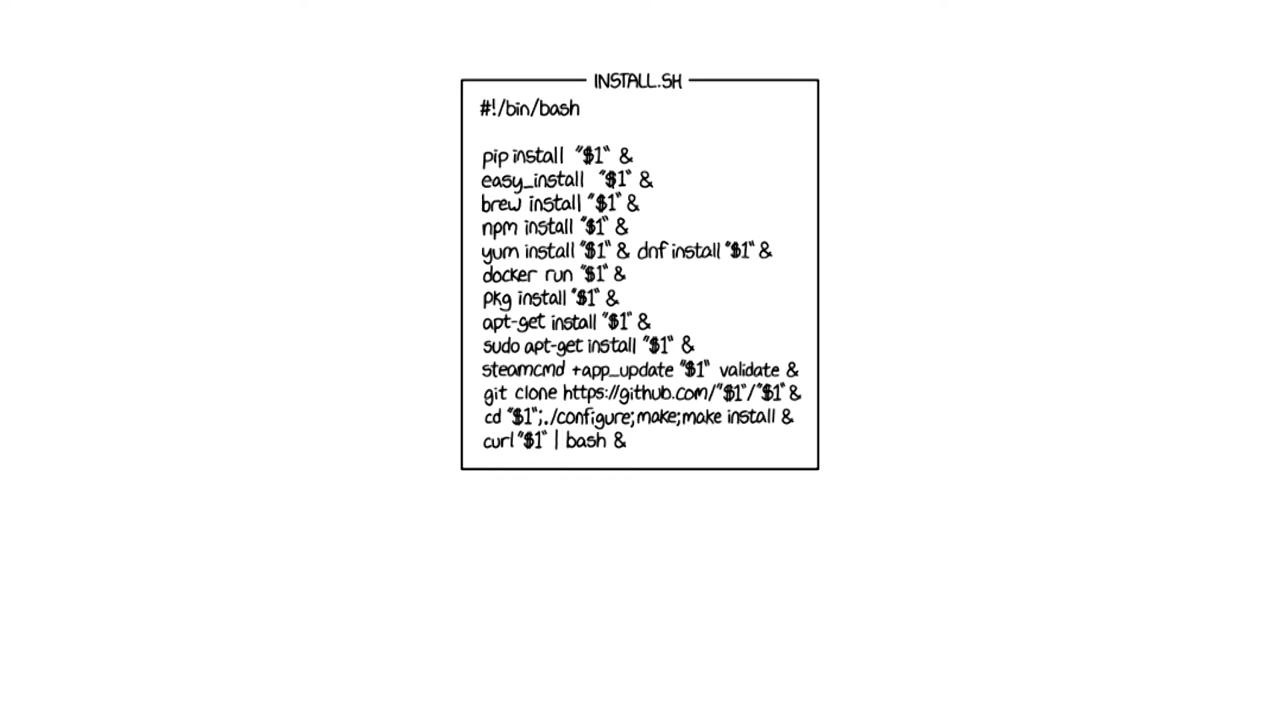 INSTALL.SH
#!/bin/bash
pip install "$1" &
easy_install "$1" &
brew install "$1" &
npm install "$1" &
yum install "$1" & dnf install "$1" &
docker run "$1" &
pkg install "$1" &
apt-get install "$1" &
sudo apt-get install "$1" &
steamcmd +app_update "$1" validate &
git clone https://github.com/"$1"/"$1" &
cd "$1";./configure;make;make install &
curl "$1" | bash &